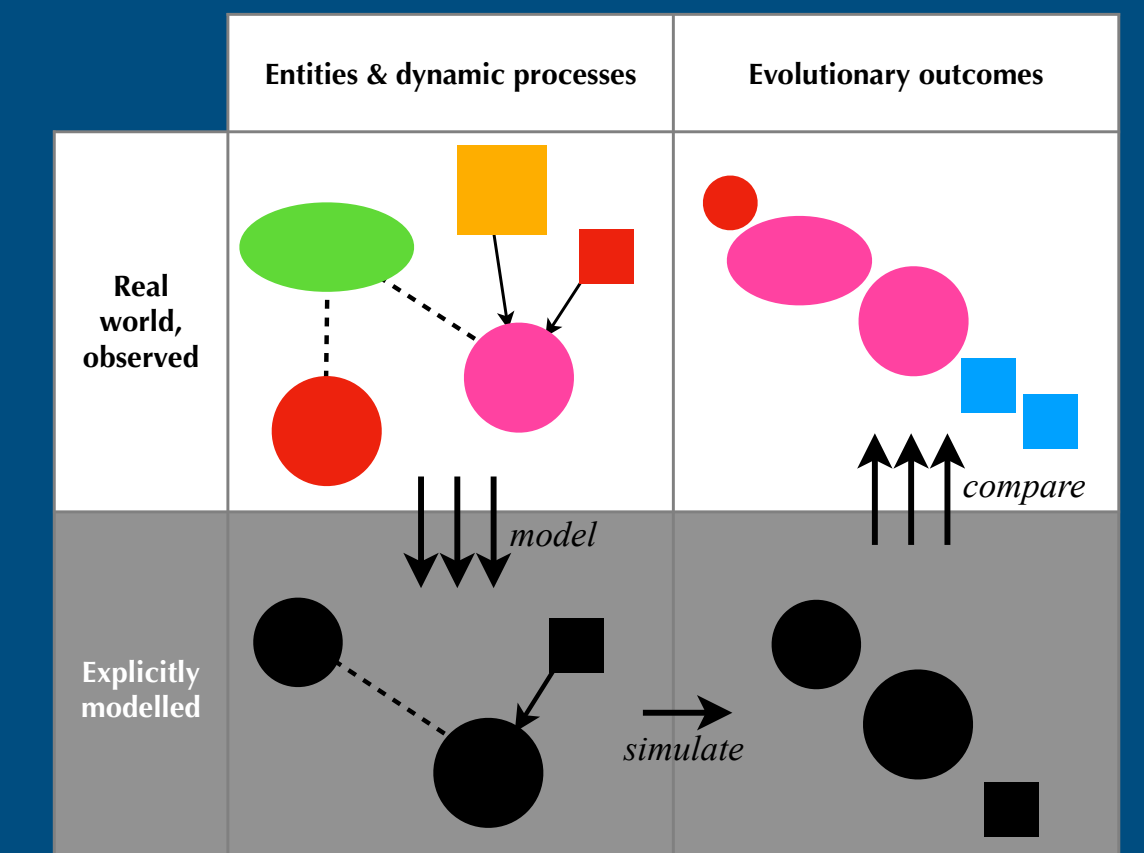 Entities & dynamic processes
Evolutionary outcomes
Real
world,
observed
compare
model
Explicitly
modelled
simulate